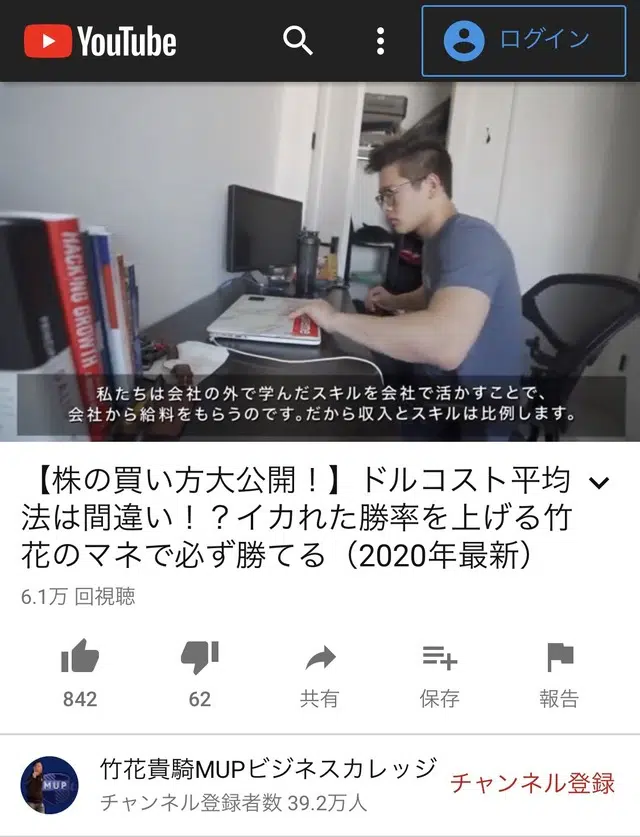 YouTube
ログイン
HACKING GROWTH
私たちは会社の外で学んだスキルを会社で活かすことで、
会社から給料をもらうのです。だから収入とスキルは比例します。
【株の買い方大公開！】ドルコスト平均
法は間違い！？イカれた勝率を上げる竹
花のマネで必ず勝てる（2020年最新）
6.1万 回視聴
842
62
共有
保存
報告
MUP
竹花貴騎MUPビジネスカレッジ
チャンネル登録者数 39.2万人
チャンネル登録